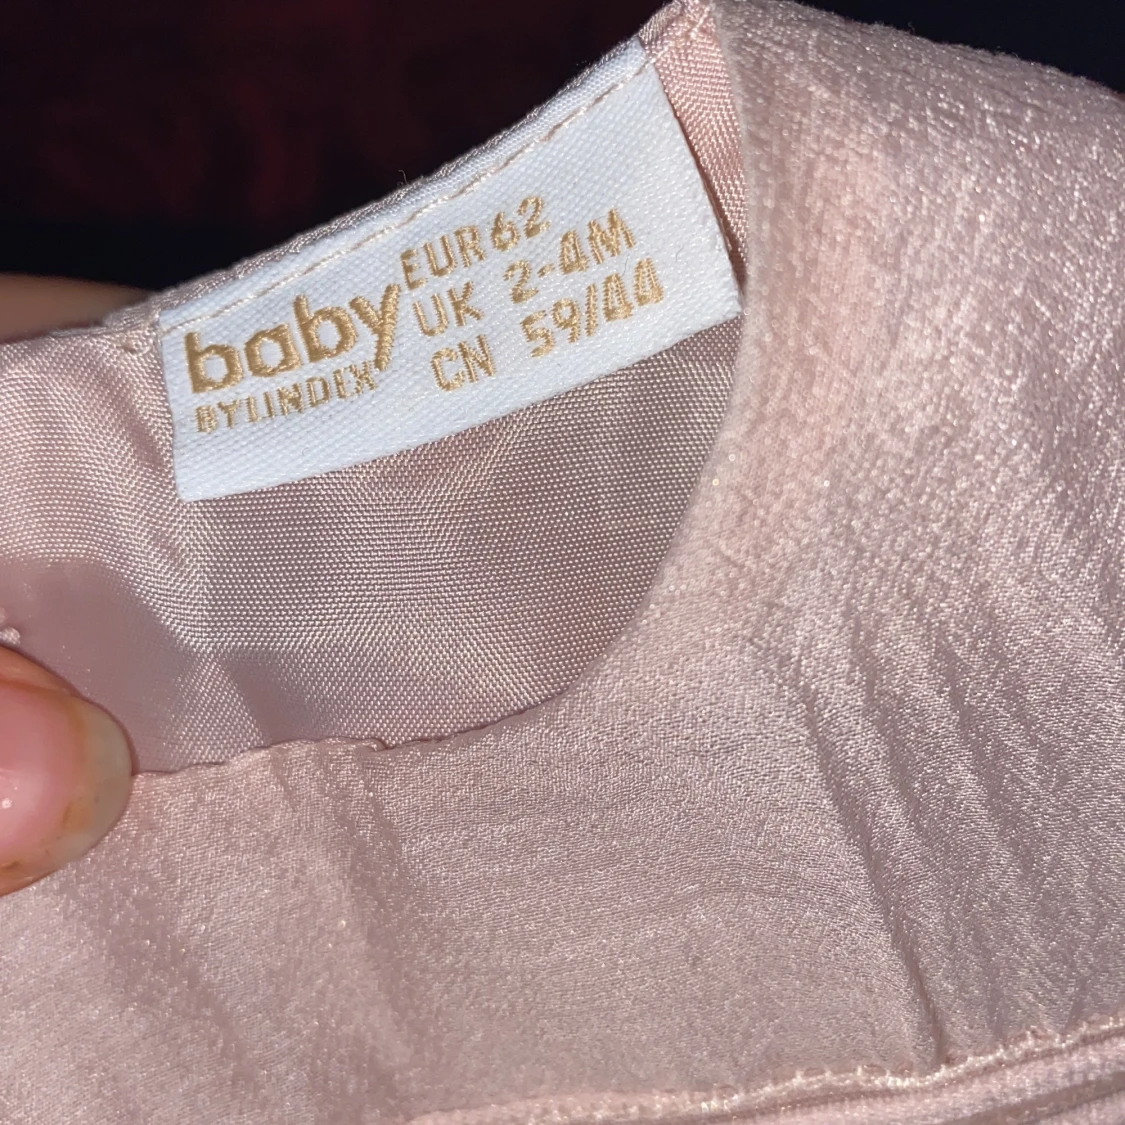 baby
BY LINDEX
EUR 62
UK 2-4M
CN 59/44